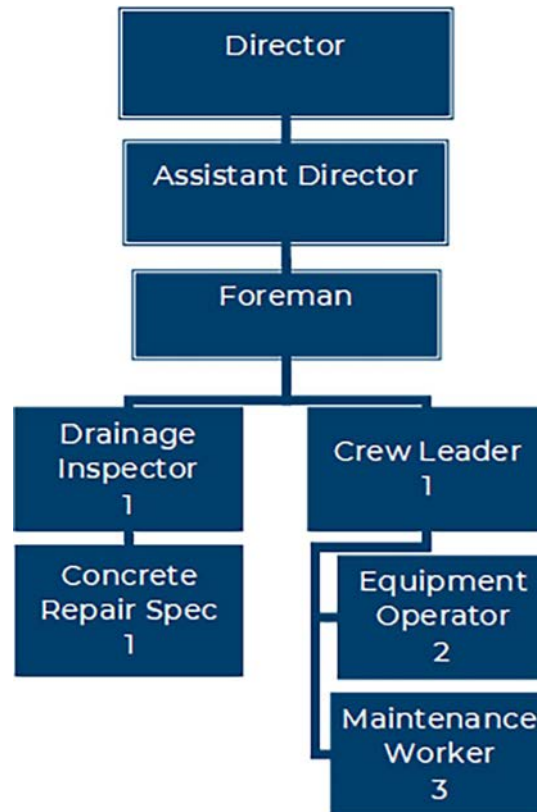 Director
Assistant Director
Foreman
Drainage
Inspector
1
Concrete
Repair Spec
1
Crew Leader
1
Equipment
Operator
2
Maintenance
Worker
3